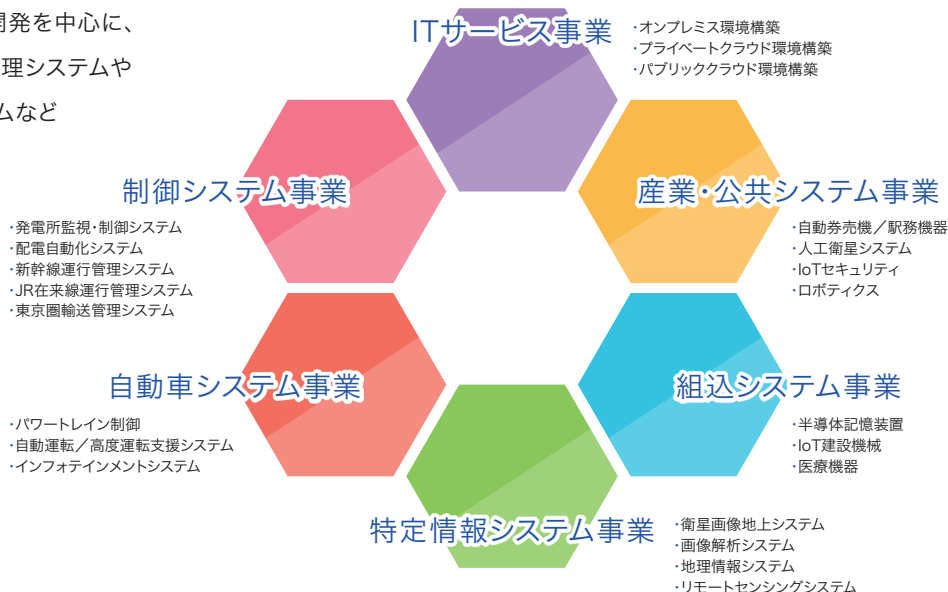 開発を中心に、
理システムや
ムなど
ITサービス事業
・オンプレミス環境構築
・プライベートクラウド環境構築
・パブリッククラウド環境構築
制御システム事業
・発電所監視・制御システム
・配電自動化システム
・新幹線運行管理システム
・JR在来線運行管理システム
・東京圏輸送管理システム
産業・公共システム事業
・自動券売機／駅務機器
・人工衛星システム
・IoTセキュリティ
・ロボティクス
自動車システム事業
・パワートレイン制御
・自動運転／高度運転支援システム
・インフォテインメントシステム
組込システム事業
・半導体記憶装置
・IoT建設機械
・医療機器
特定情報システム事業
・衛星画像地上システム
・画像解析システム
・地理情報システム
・リモートセンシングシステム